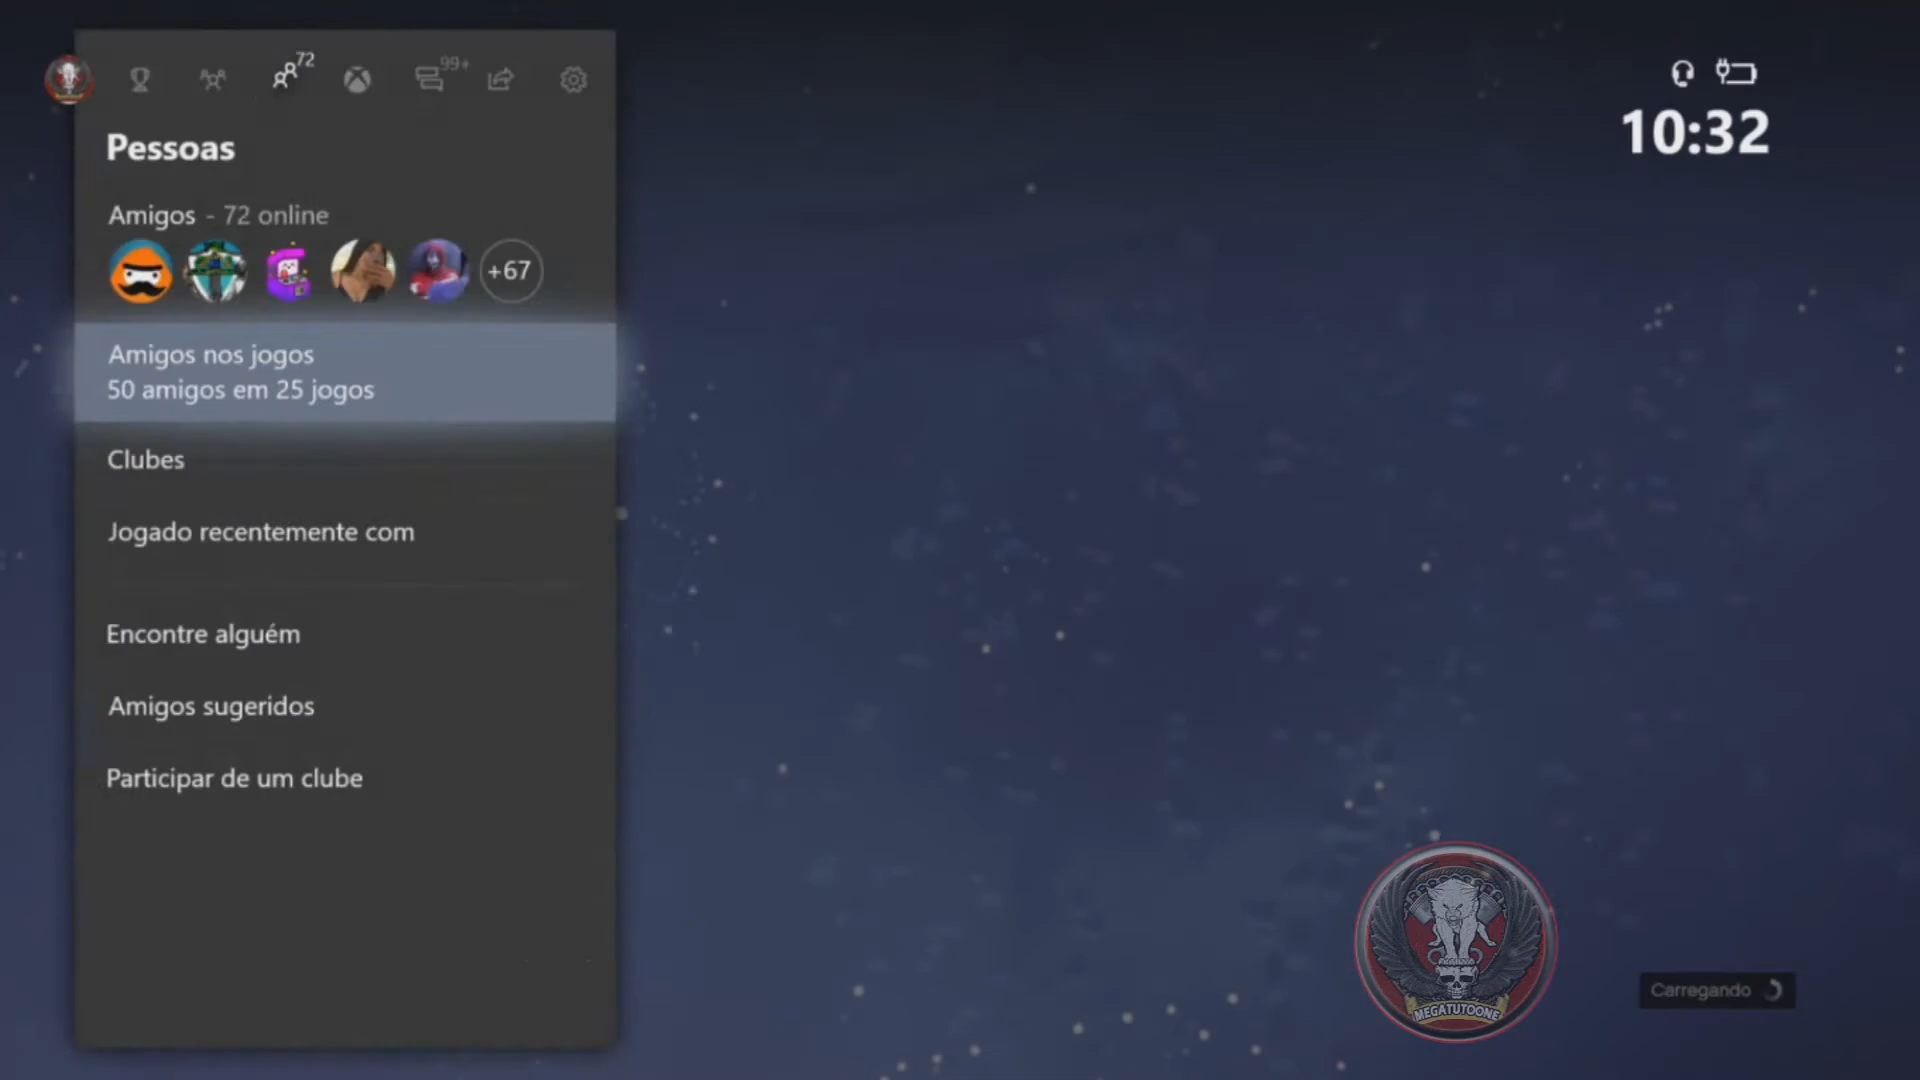 72
99+
10:32
Pessoas
Amigos - 72 online
+67
Amigos nos jogos
50 amigos em 25 jogos
Clubes
Jogado recentemente com
Encontre alguém
Amigos sugeridos
Participar de um clube
MEGATUTOONE
Carregando